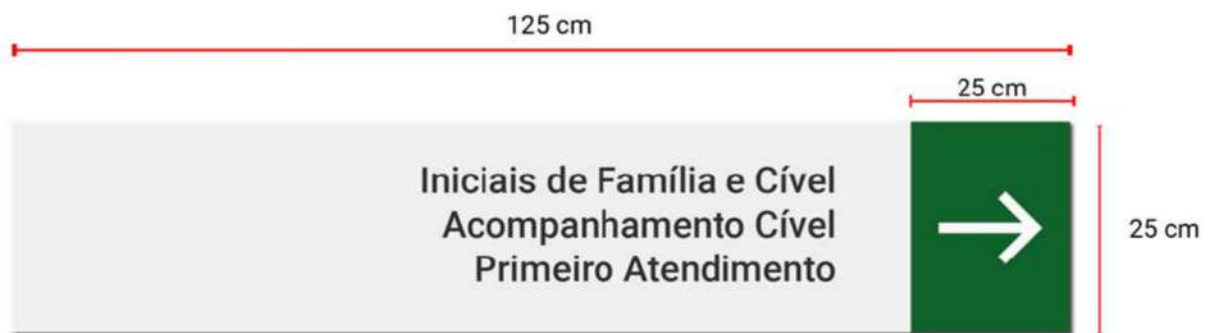 125 cm
25 cm
Iniciais de Família e Cível
Acompanhamento Cível
Primeiro Atendimento
25 cm